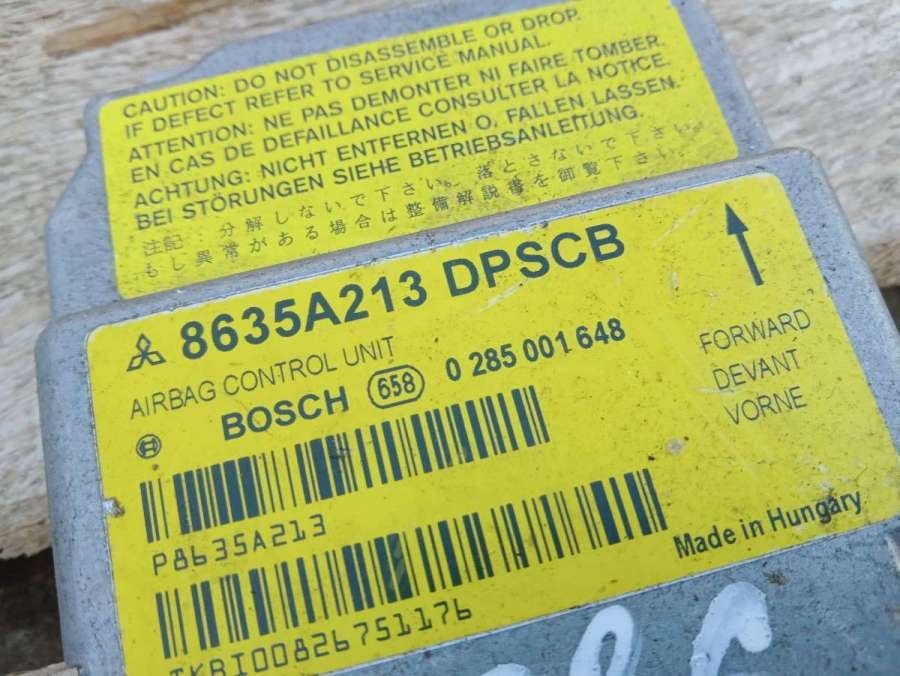 CAUTION: DO NOT DISASSEMBLE OR DROP.
IF DEFECT REFER TO SERVICE MANUAL.
ATTENTION: NE PAS DEMONTER NI FAIRE TOMBER.
EN CAS DE DEFAILLANCE CONSULTER LA NOTICE.
ACHTUNG: NICHT ENTFERNEN O. FALLEN LASSEN.
BEI STÖRUNGEN SIEHE BETRIEBSANLEITUNG.
注記 分解しないで下さい。落とさないで下さい。
もし異常がある場合は整備解説書を御覧下さい。
8635A213 DPSCB
AIRBAG CONTROL UNIT
BOSCH 658 0 285 001 648
FORWARD
DEVANT
VORNE
P8635A213
Made in Hungary
TKBI00826751176